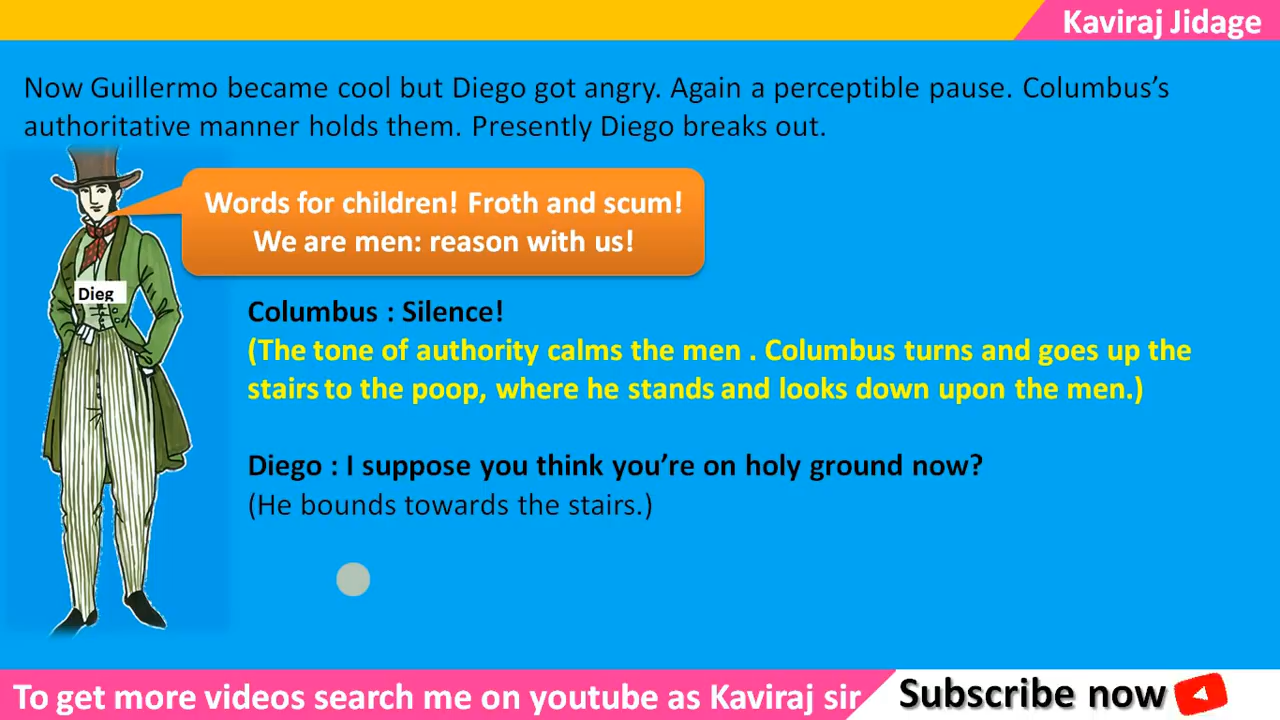 Kaviraj Jidage
Now Guillermo became cool but Diego got angry. Again a perceptible pause. Columbus’s
authoritative manner holds them. Presently Diego breaks out.
Words for children! Froth and scum!
We are men: reason with us!
Dieg
Columbus : Silence!
(The tone of authority calms the men . Columbus turns and goes up the
stairs to the poop, where he stands and looks down upon the men.)
Diego : I suppose you think you’re on holy ground now?
(He bounds towards the stairs.)
To get more videos search me on youtube as Kaviraj sir
Subscribe now